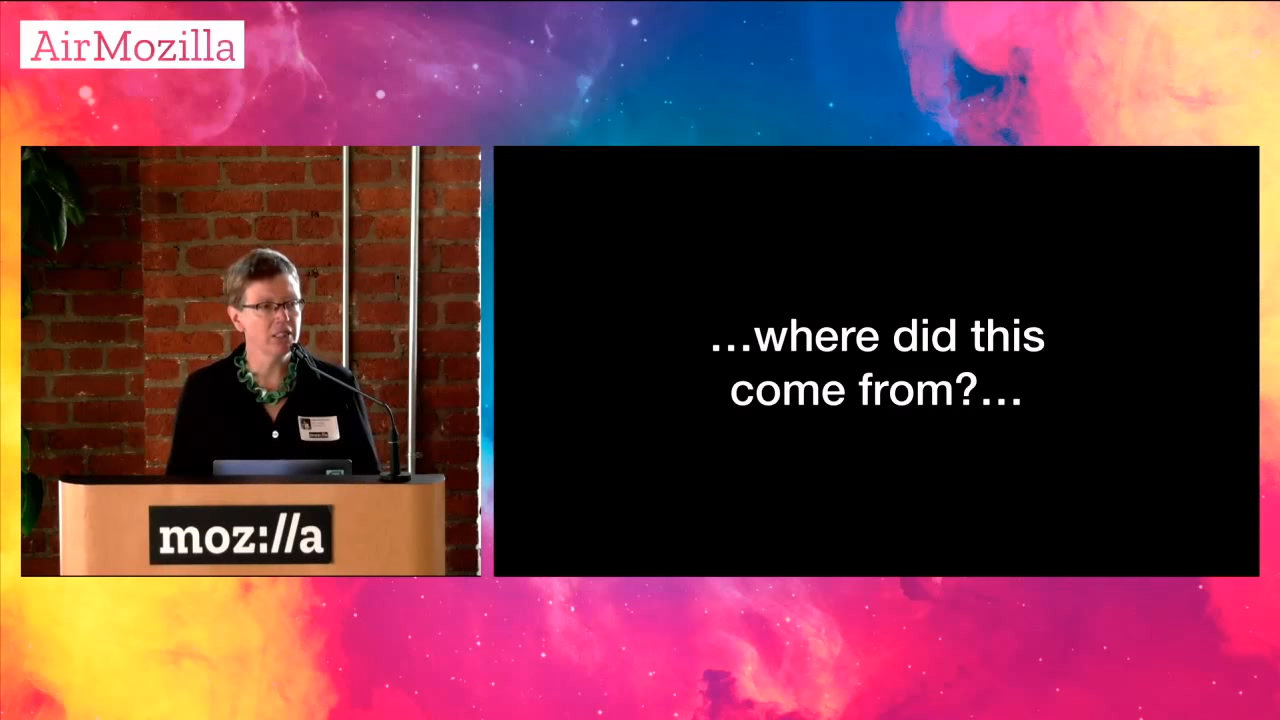 AirMozilla
…where did this
come from?…
moz://a